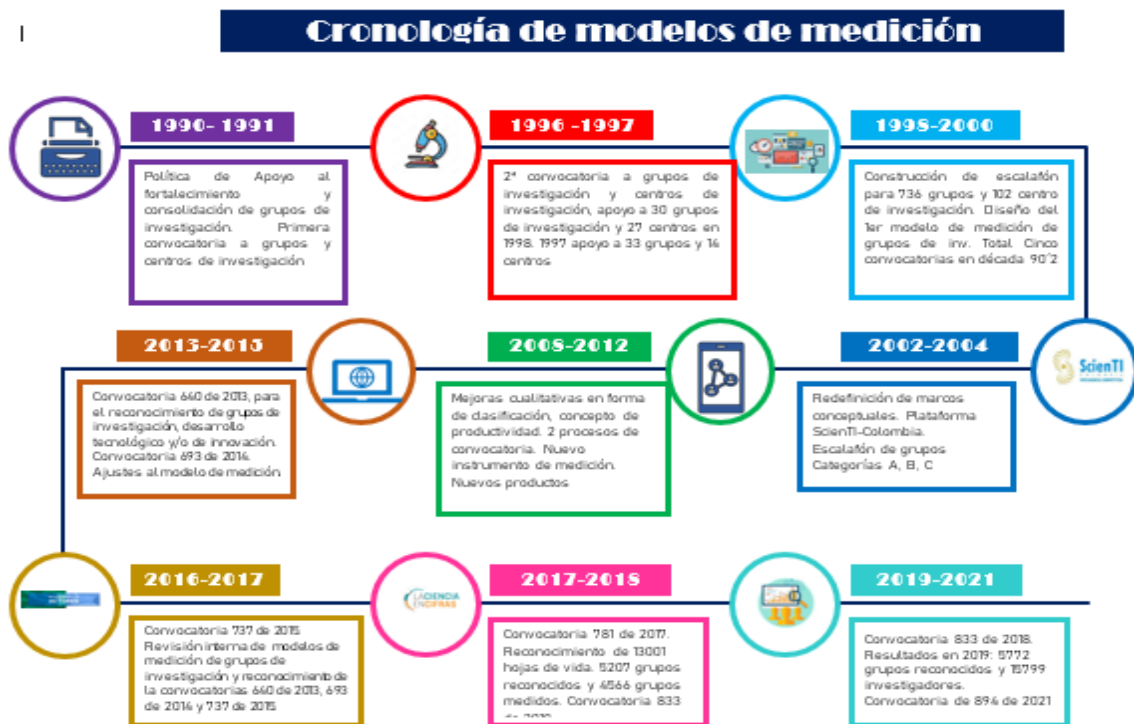 Cronología de modelos de medición
1990- 1991
Política de Apoyo al
fortalecimiento y
consolidación de grupos de
investigación. Primera
convocatoria a grupos y
centros de investigación
1996 -1997
2ª convocatoria a grupos de
investigación y centros de
investigación, apoyo a 30 grupos
de investigación y 27 centros en
1998. 1997 apoyo a 33 grupos y 14
centros
1998-2000
Construcción de escalafón
para 736 grupos y 102 centro
de investigación. Diseño del
1er modelo de medición de
grupos de inv. Total. Cinco
convocatorias en década 90´2
2002-2004
ScienTI
Redefinición de marcos
conceptuales. Plataforma
ScienTI-Colombia.
Escalafón de grupos
Categorías A, B, C
2008-2012
Mejoras cualitativas en forma
de clasificación, concepto de
productividad. 2 procesos de
convocatoria. Nuevo
instrumento de medición.
Nuevos productos
2013-2015
Convocatoria 640 de 2013, para
el reconocimiento de grupos de
investigación, desarrollo
tecnológico y/o de innovación.
Convocatoria 693 de 2014.
Ajustes al modelo de medición
2016-2017
Convocatoria 737 de 2015
Revisión interna de modelos de
medición de grupos de
investigación y reconocimiento de
la convocatorias 640 de 2013, 693
de 2014 y 737 de 2015
2017-2018
LA CIENCIA
EN CIFRAS
Convocatoria 781 de 2017.
Reconocimiento de 13001
hojas de vida. 5207 grupos
reconocidos y 4566 grupos
medidos. Convocatoria 833
2019-2021
Convocatoria 833 de 2018.
Resultados en 2019: 5772
grupos reconocidos y 15799
investigadores.
Convocatoria de 894 de 2021